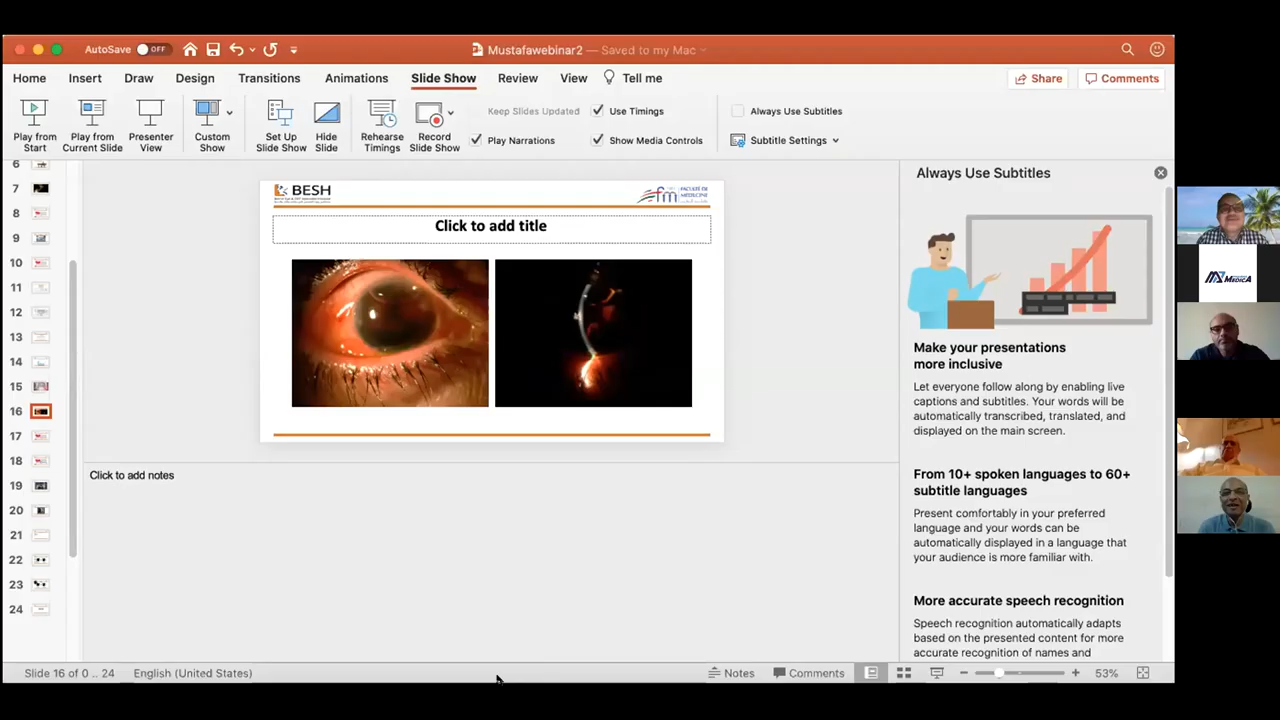 AutoSave OFF
Mustafawebinar2 — Saved to my Mac
Home Insert Draw Design Transitions Animations Slide Show Review View Tell me
Share Comments
Play from Start
Play from Current Slide
Presenter View
Custom Show
Set Up Slide Show
Hide Slide
Rehearse Timings
Record Slide Show
Keep Slides Updated
Use Timings
Play Narrations
Show Media Controls
Always Use Subtitles
Subtitle Settings
6
7
8
9
10
11
12
13
14
15
16
17
18
19
20
21
22
23
24
BESH
fm FACULTÉ DE
MEDECINE
Click to add title
Click to add notes
Always Use Subtitles
Make your presentations
more inclusive
Let everyone follow along by enabling live
captions and subtitles. Your words will be
automatically transcribed, translated, and
displayed on the main screen.
From 10+ spoken languages to 60+
subtitle languages
Present comfortably in your preferred
language and your words can be
automatically displayed in a language that
your audience is more familiar with.
More accurate speech recognition
Speech recognition automatically adapts
based on the presented content for more
accurate recognition of names and
MEDICA
Slide 16 of 0 .. 24 English (United States)
Notes Comments 53%